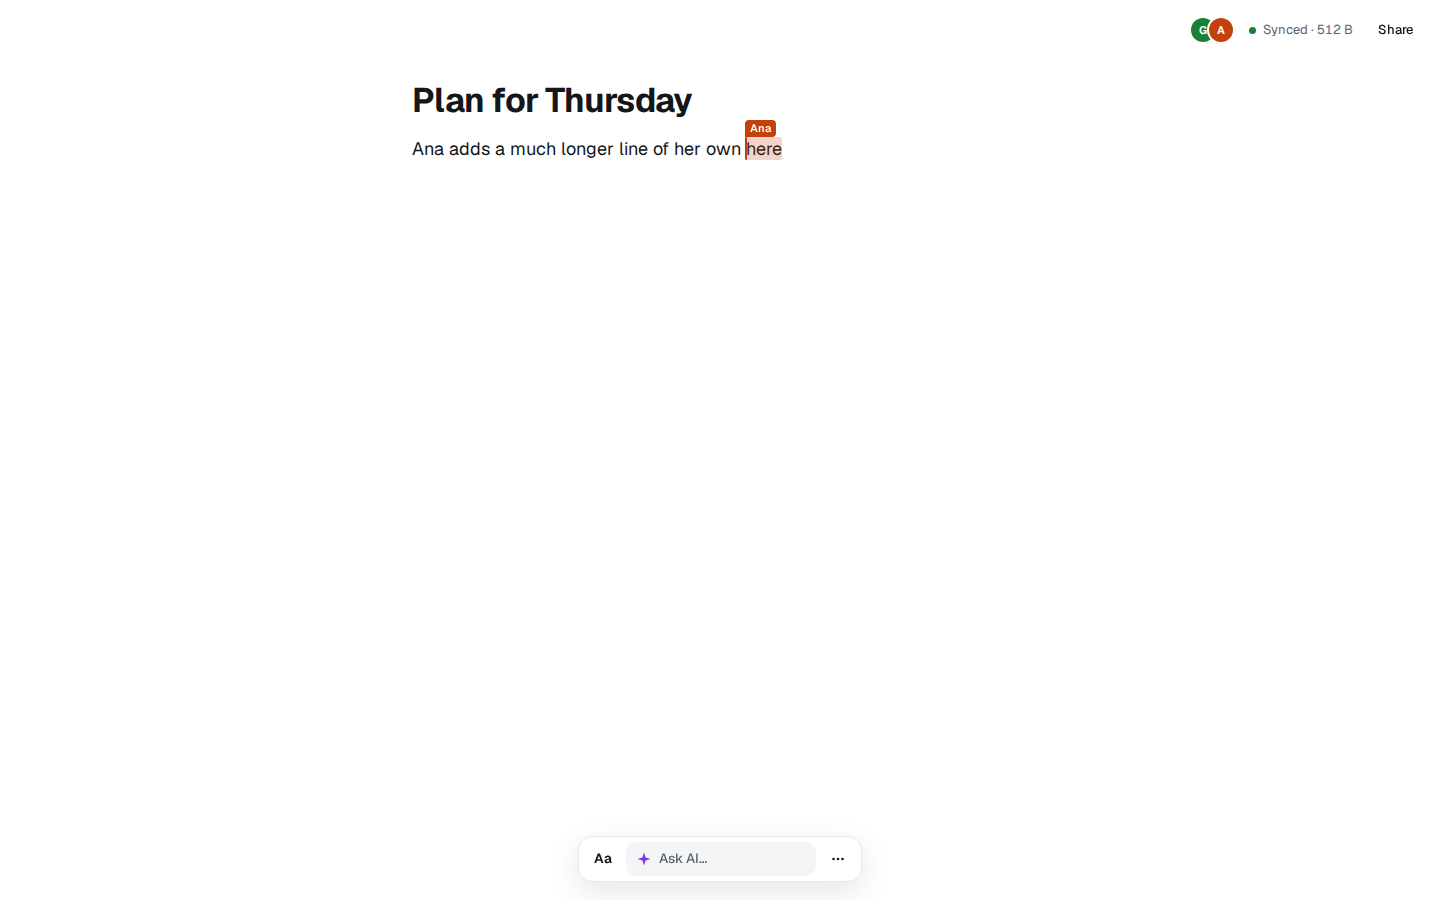 G A Synced · 512 B Share
Plan for Thursday
Ana
Ana adds a much longer line of her own here
Aa Ask AI...